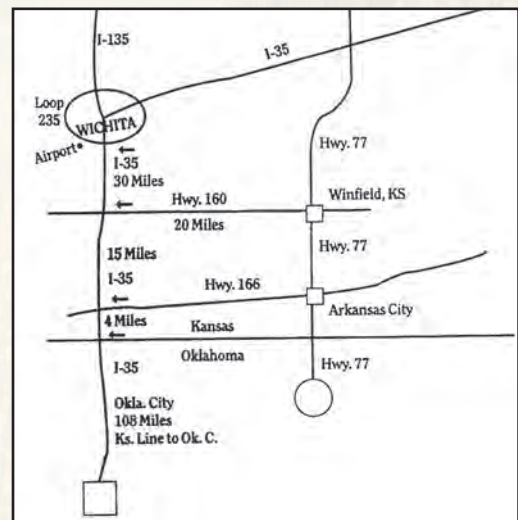 I-135
I-35
Loop
235
WICHITA
Airport
I-35
30 Miles
Hwy. 77
Hwy. 160
20 Miles
Winfield, KS
15 Miles
I-35
Hwy. 77
Hwy. 166
Arkansas City
4 Miles
Kansas
Oklahoma
I-35
Hwy. 77
Okla. City
108 Miles
Ks. Line to Ok. C.